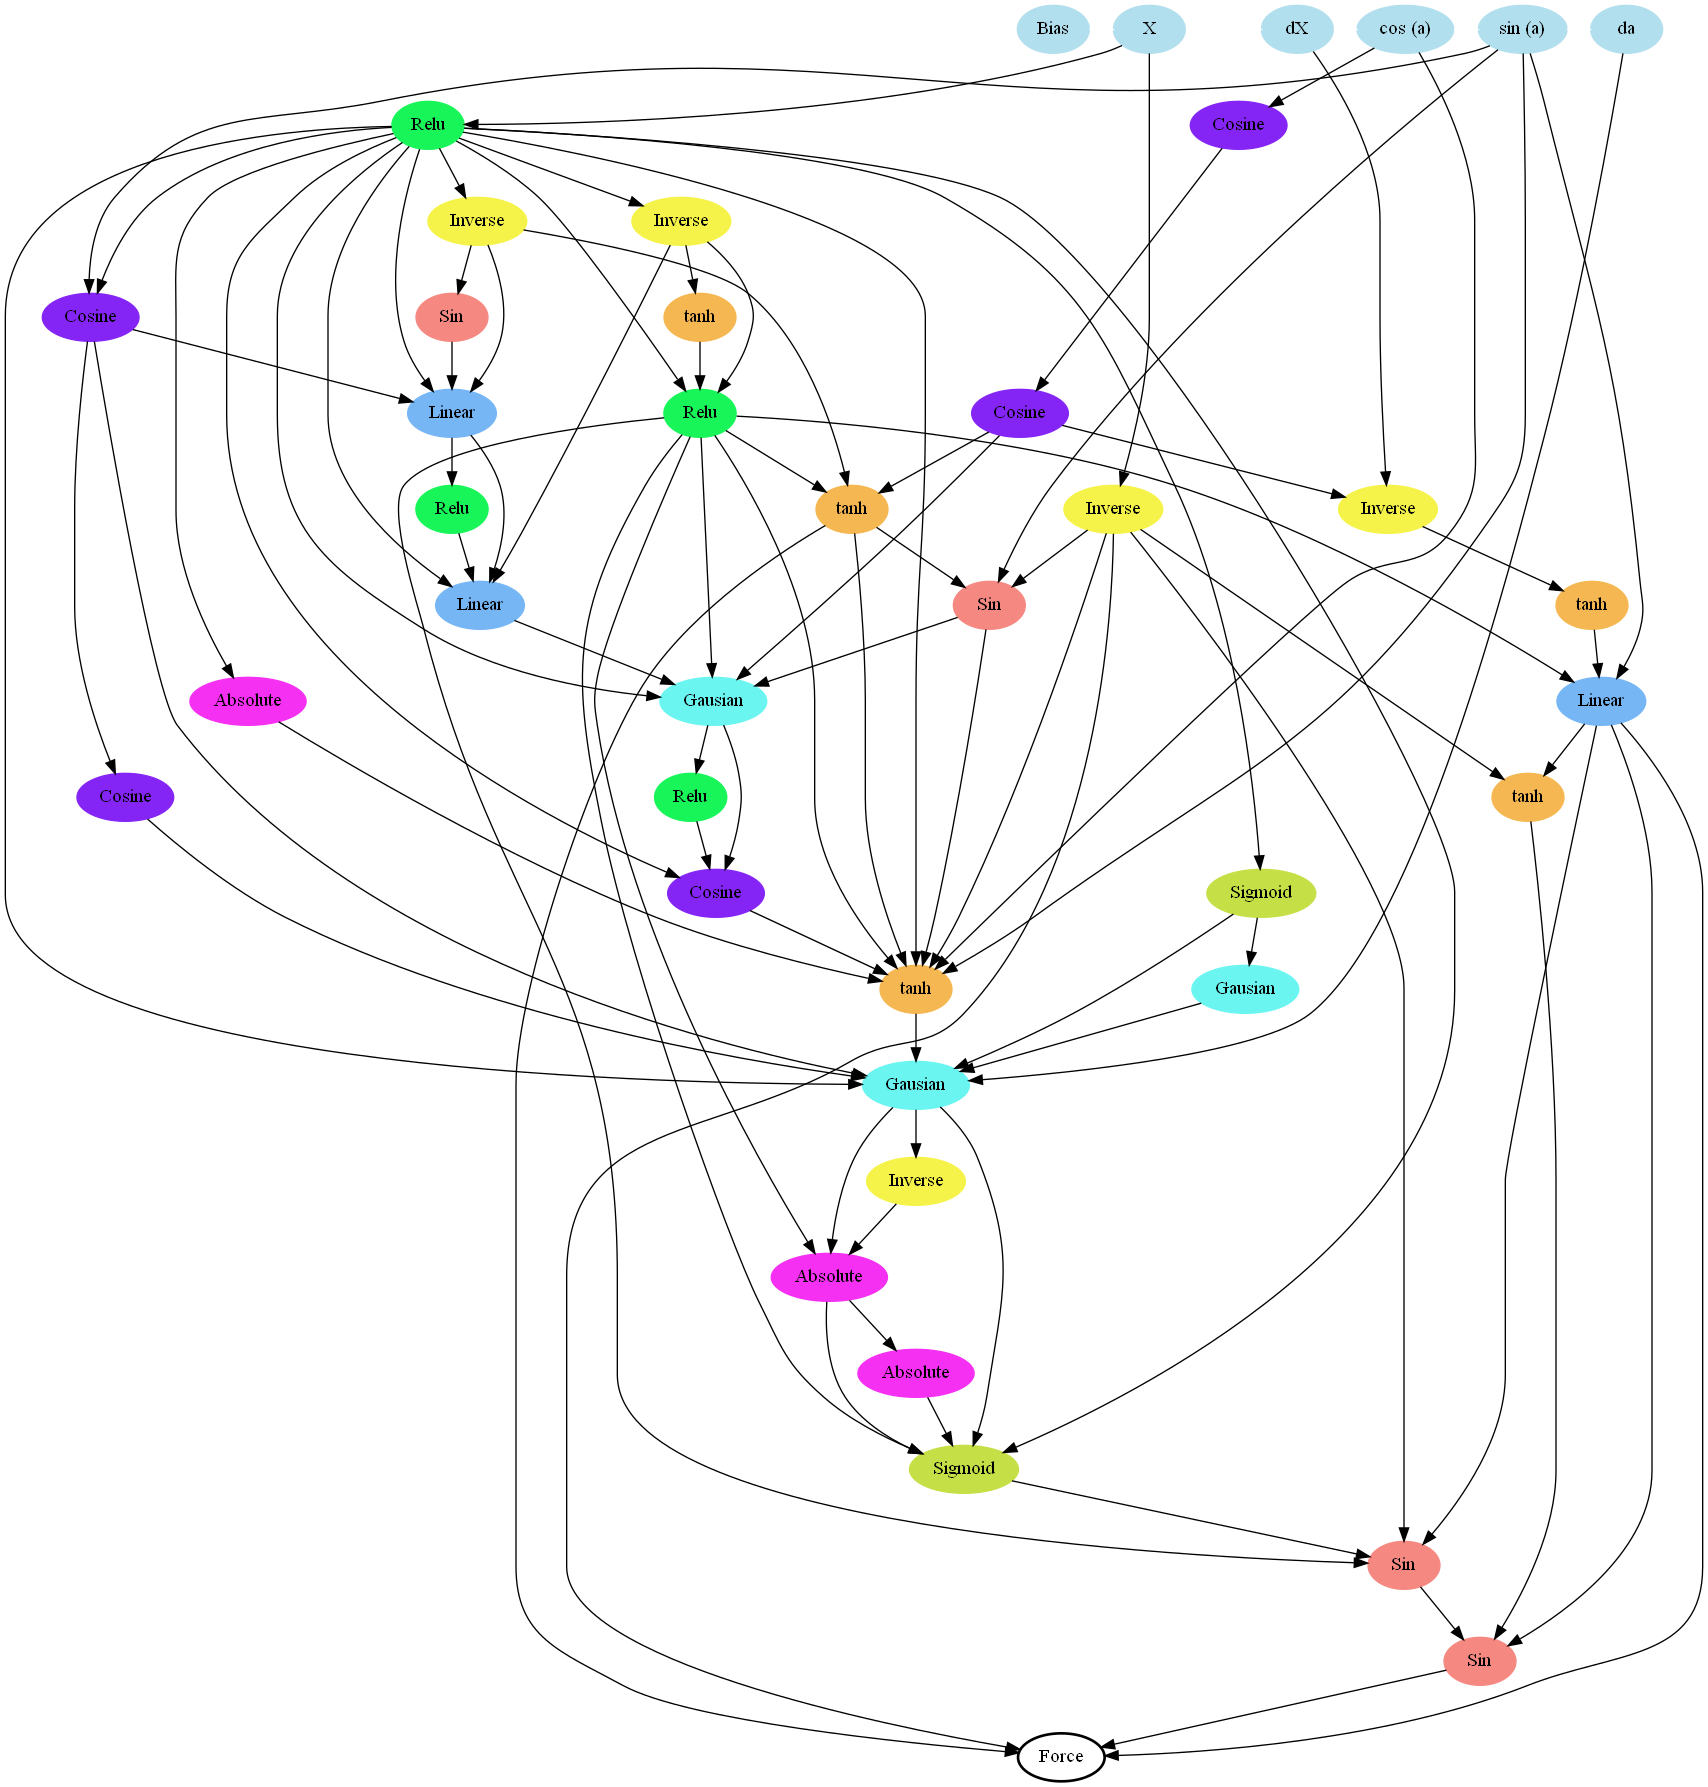 Bias X dX cos (a) sin (a) da
Relu Cosine
Inverse Inverse
Cosine Sin tanh
Linear Relu Cosine
Relu tanh Inverse Inverse
Linear Sin tanh
Absolute Gausian Linear
Cosine Relu tanh
Cosine Sigmoid
tanh Gausian
Gausian
Inverse
Absolute
Absolute
Sigmoid
Sin
Sin
Force